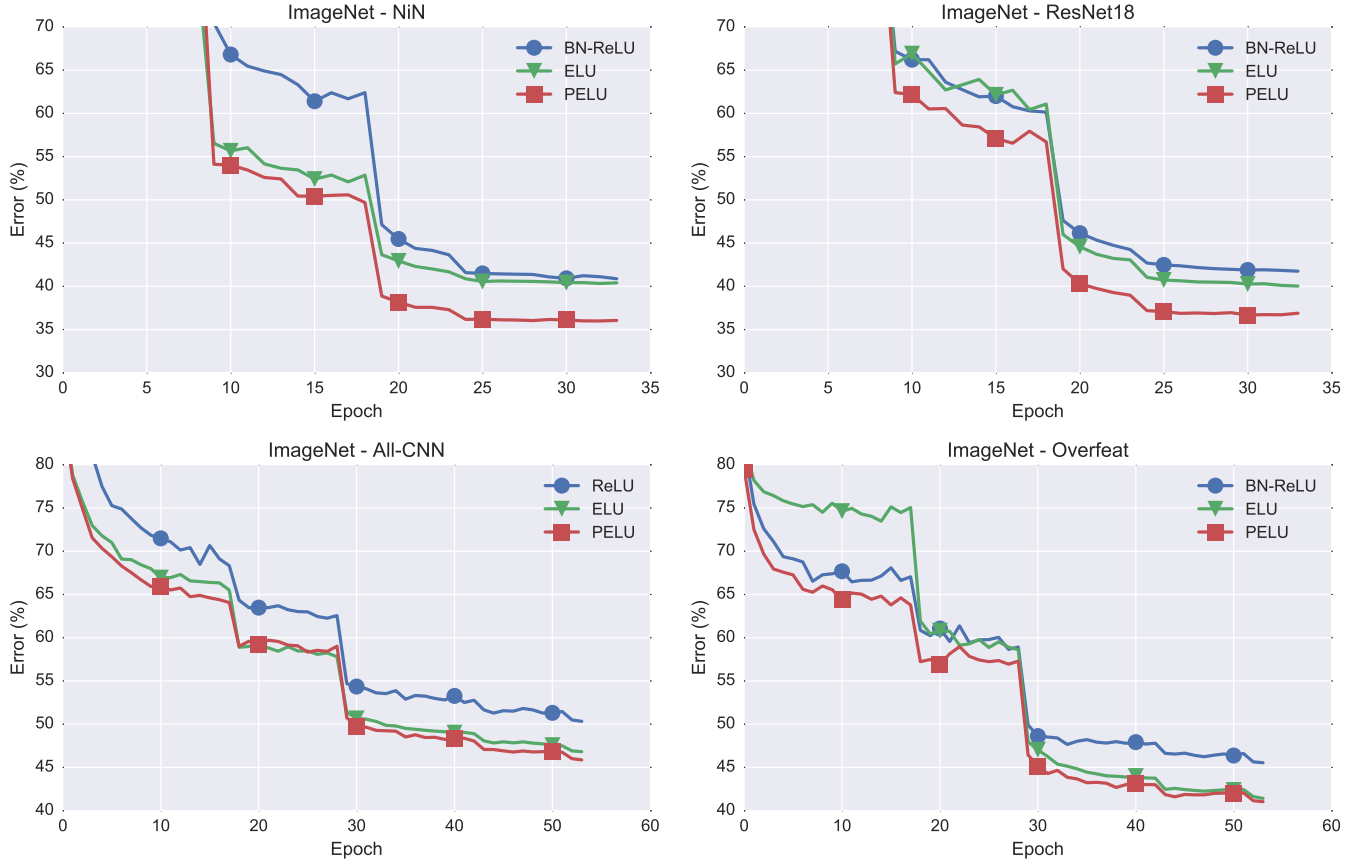 ImageNet - NiN
70
65
60
55
50
45
40
35
30
Error (%)
BN-ReLU
ELU
PELU
0 5 10 15 20 25 30 35
Epoch
ImageNet - ResNet18
70
65
60
55
50
45
40
35
30
Error (%)
BN-ReLU
ELU
PELU
0 5 10 15 20 25 30 35
Epoch
ImageNet - All-CNN
80
75
70
65
60
55
50
45
40
Error (%)
ReLU
ELU
PELU
0 10 20 30 40 50 60
Epoch
ImageNet - Overfeat
80
75
70
65
60
55
50
45
40
Error (%)
BN-ReLU
ELU
PELU
0 10 20 30 40 50 60
Epoch